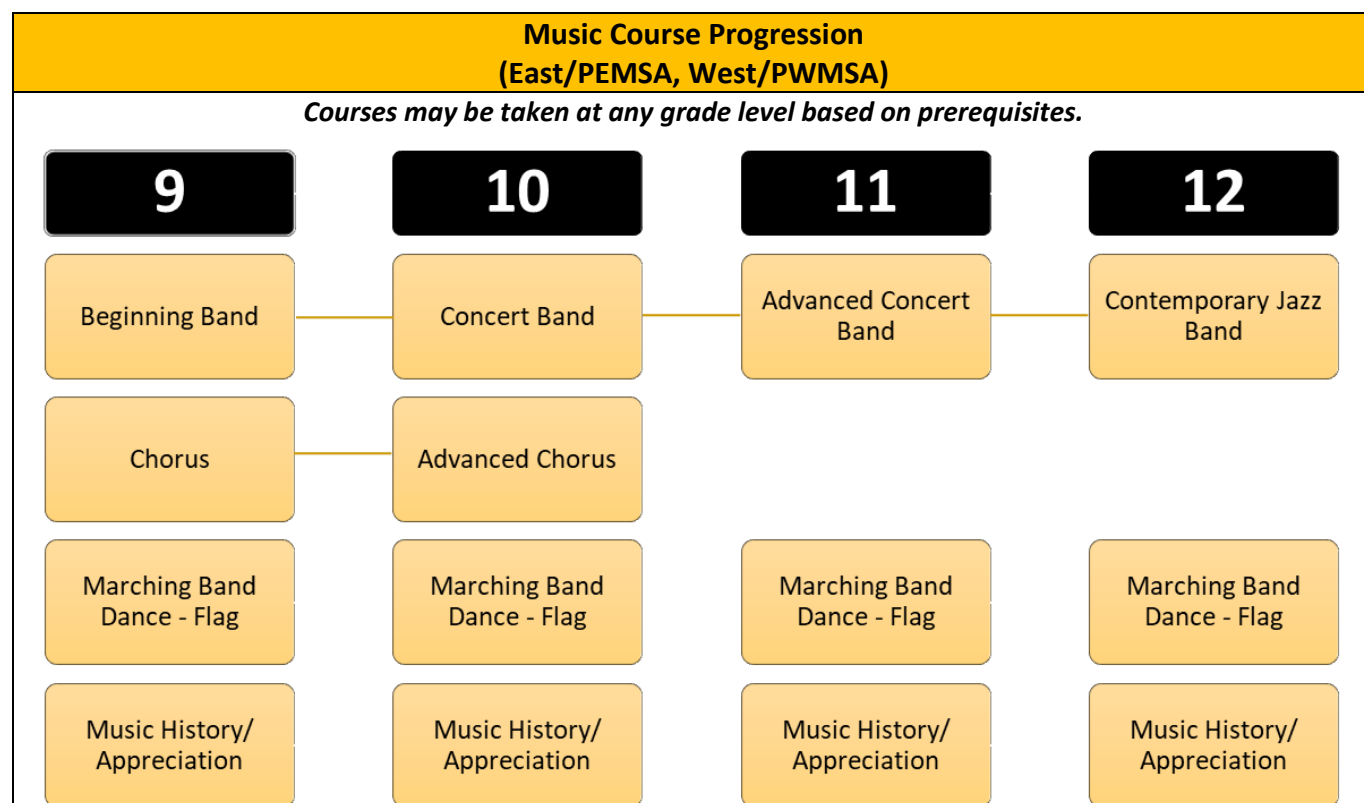 Music Course Progression
(East/PEMSA, West/PWMSA)
Courses may be taken at any grade level based on prerequisites.
9
10
11
12
Beginning Band
Concert Band
Advanced Concert
Band
Contemporary Jazz
Band
Chorus
Advanced Chorus
Marching Band
Dance - Flag
Marching Band
Dance - Flag
Marching Band
Dance - Flag
Marching Band
Dance - Flag
Music History/
Appreciation
Music History/
Appreciation
Music History/
Appreciation
Music History/
Appreciation